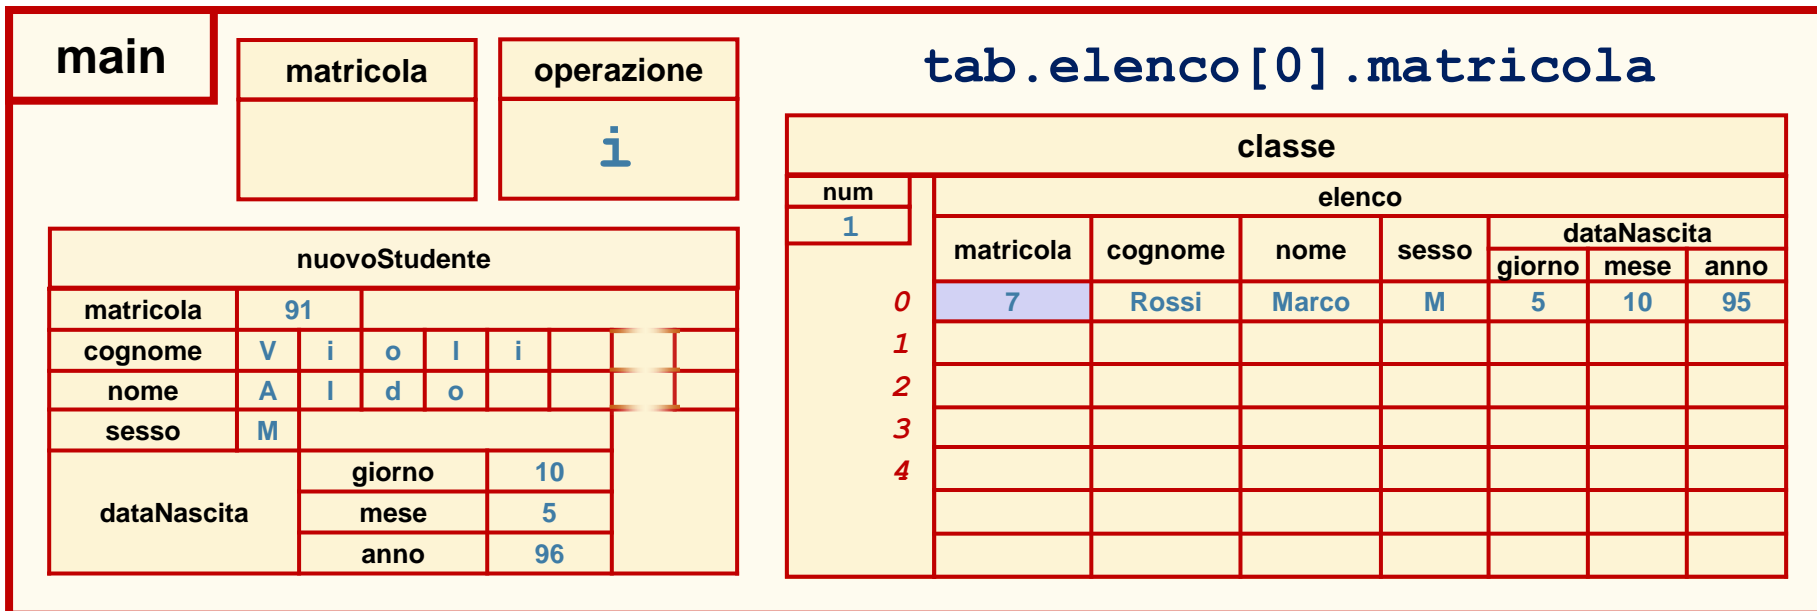 main
matricola
operazione
i
tab.elenco[0].matricola
nuovoStudente
matricola 91
cognome V i o l i
nome A l d o
sesso M
dataNascita
giorno 10
mese 5
anno 96
classe
num
1
elenco
matricola cognome nome sesso dataNascita
giorno mese anno
0 7 Rossi Marco M 5 10 95
1
2
3
4